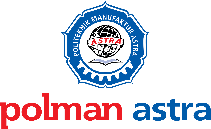 POLITEKNIK MANUFAKTUR ASTRA
ASTRA
polman astra